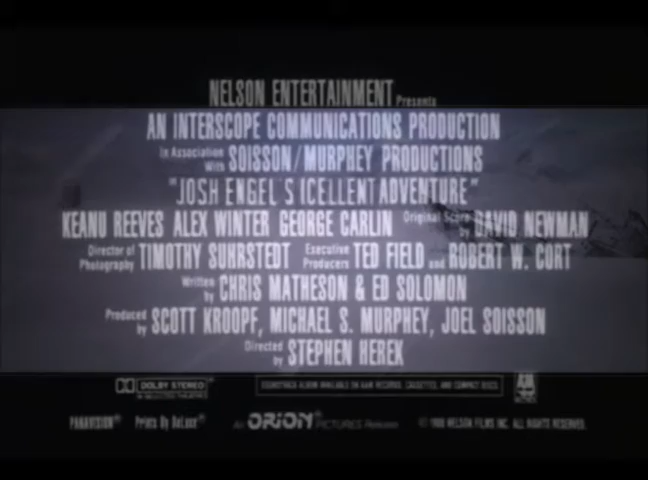 NELSON ENTERTAINMENT Presents
AN INTERSCOPE COMMUNICATIONS PRODUCTION
In Association With SOISSON/MURPHEY PRODUCTIONS
"JOSH ENGEL S ICELLENT ADVENTURE"
KEANU REEVES ALEX WINTER GEORGE CARLIN Original Score by DAVID NEWMAN
Director of Photography TIMOTHY SUHRSTEDT Executive Producers TED FIELD and ROBERT W. CORT
Written by CHRIS MATHESON & ED SOLOMON
Produced by SCOTT KROOPF, MICHAEL S. MURPHEY, JOEL SOISSON
Directed by STEPHEN HEREK
DOLBY STEREO
IN SELECTED THEATRES
SOUNDTRACK ALBUM AVAILABLE ON A&M RECORDS, CASSETTES, AND COMPACT DISCS.
A&M
PANAVISION® Prints By DeLuxe® An ORION® PICTURES Release © 1988 NELSON FILMS INC. ALL RIGHTS RESERVED.